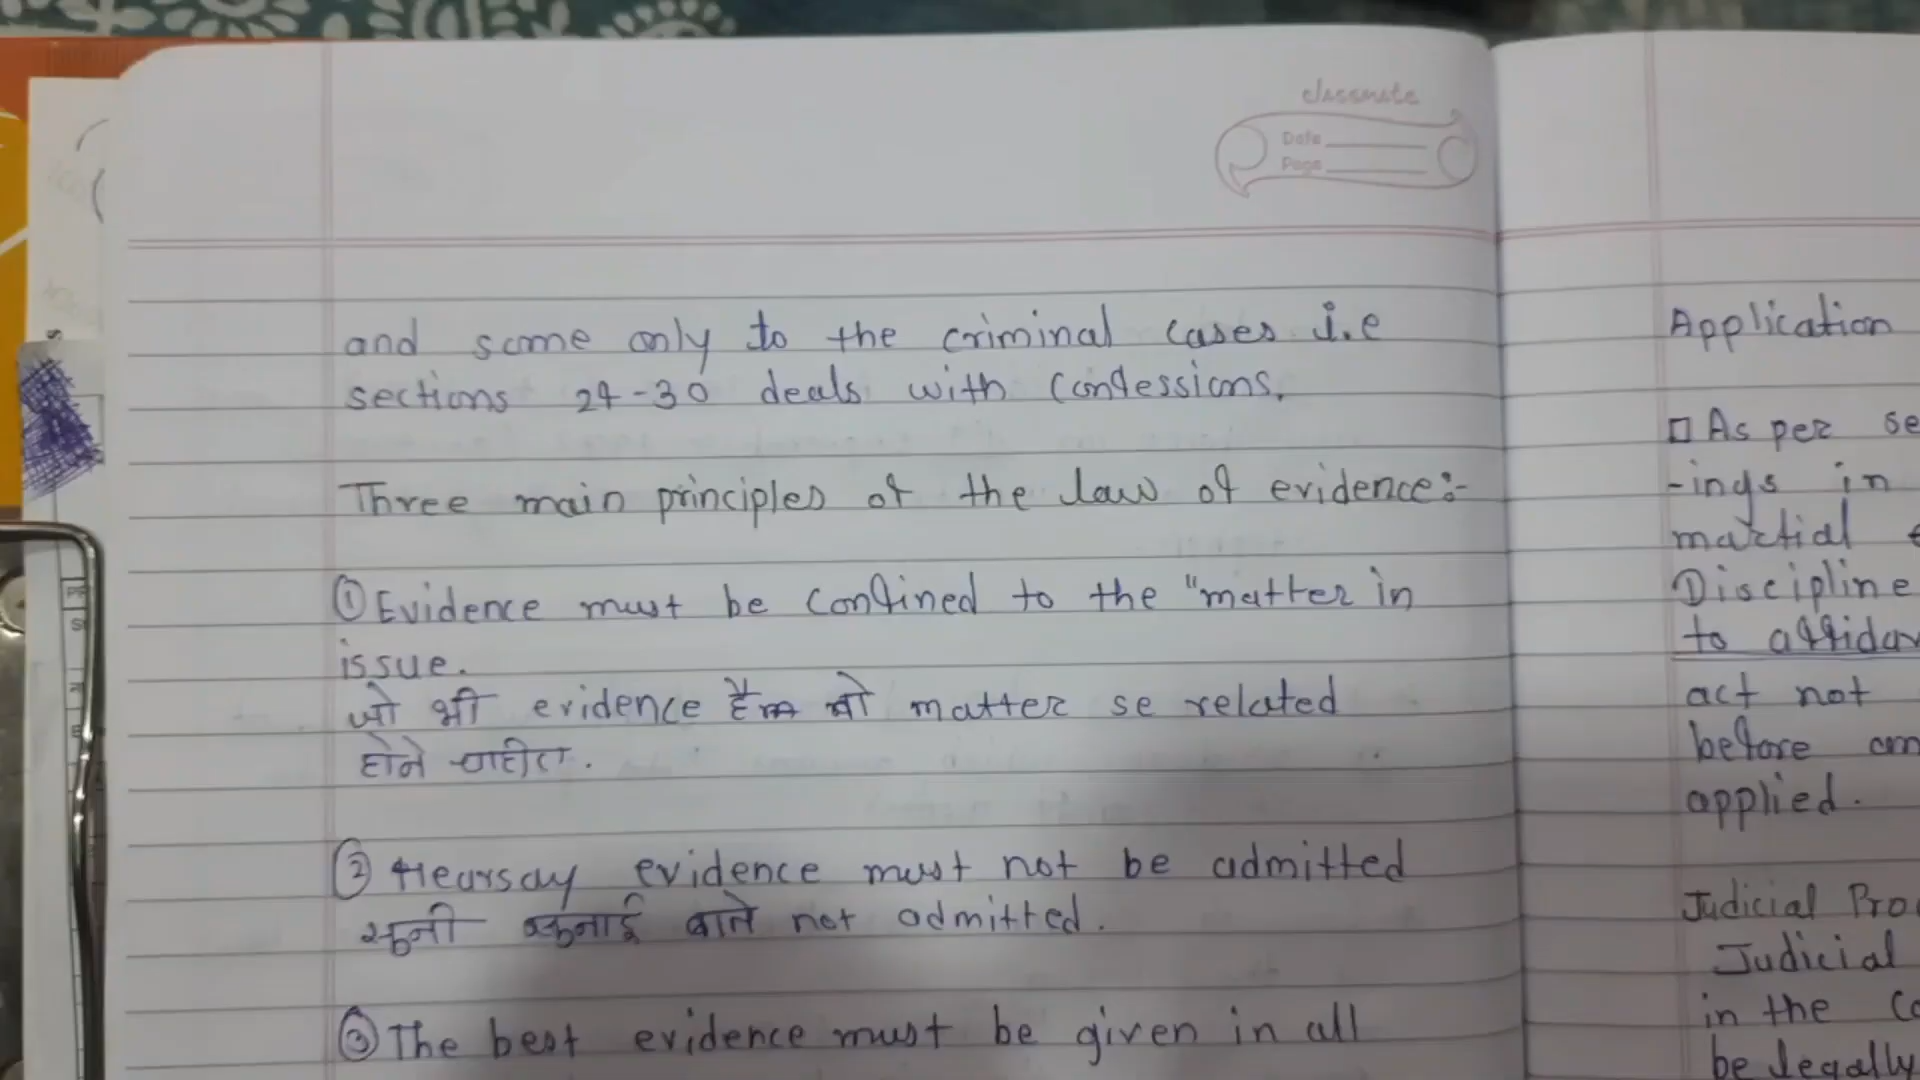 classmate
Date
Page
and some only to the criminal cases i.e
sections 24-30 deals with Confessions.
Three main principles of the law of evidence:-
① Evidence must be confined to the "matter in
issue.
जो भी evidence है वो matter se related
होने चाहीए.
② Hearsay evidence must not be admitted
सुनी सुनाई बाते not admitted.
③ The best evidence must be given in all
Application
□ As per se
-ings in
martial
Discipline
to affidav
act not
before
applied.
Judicial Pro
Judicial
in the Co
be legally